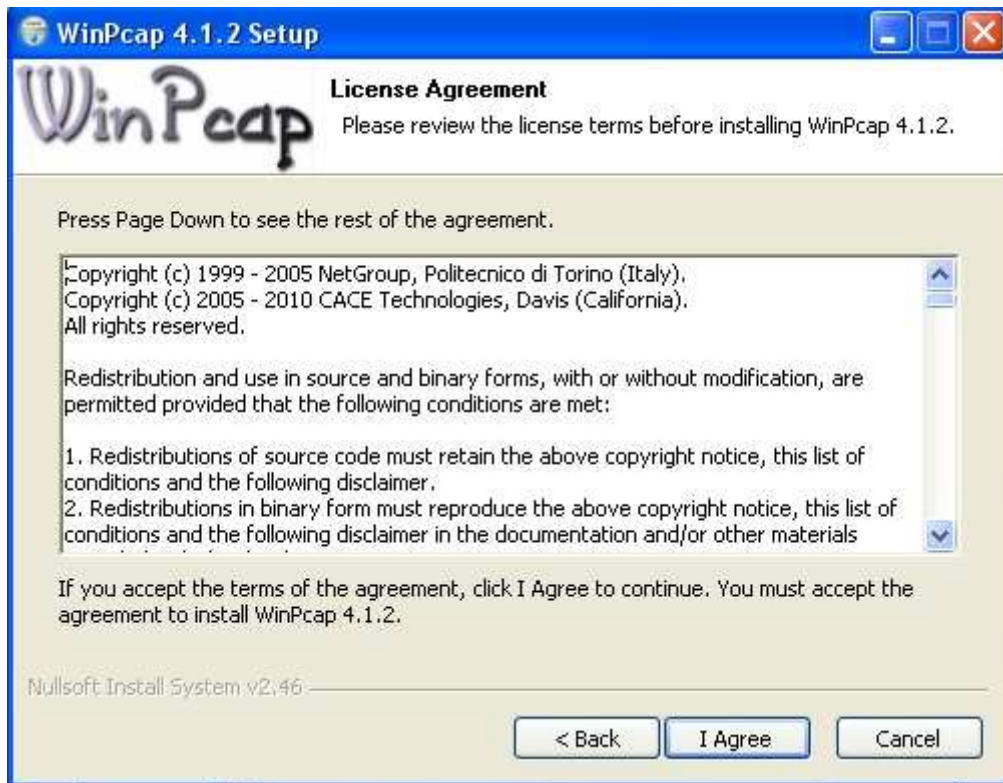 WinPcap 4.1.2 Setup
WinPcap
License Agreement
Please review the license terms before installing WinPcap 4.1.2.
Press Page Down to see the rest of the agreement.
Copyright (c) 1999 - 2005 NetGroup, Politecnico di Torino (Italy).
Copyright (c) 2005 - 2010 CACE Technologies, Davis (California).
All rights reserved.
Redistribution and use in source and binary forms, with or without modification, are
permitted provided that the following conditions are met:
1. Redistributions of source code must retain the above copyright notice, this list of
conditions and the following disclaimer.
2. Redistributions in binary form must reproduce the above copyright notice, this list of
conditions and the following disclaimer in the documentation and/or other materials
If you accept the terms of the agreement, click I Agree to continue. You must accept the
agreement to install WinPcap 4.1.2.
Nullsoft Install System v2.46
< Back
I Agree
Cancel